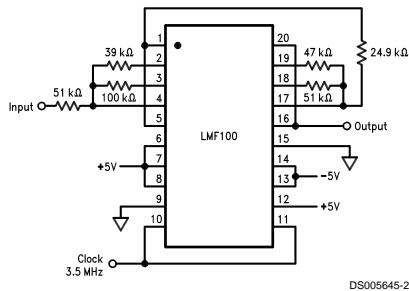 1
20
39 kΩ
2
19
47 kΩ
24.9 kΩ
3
18
51 kΩ
100 kΩ
4
17
51 kΩ
Input
5
16
Output
LMF100
6
15
+5V
7
14
-5V
8
13
9
12
+5V
10
11
Clock
3.5 MHz
DS005645-2